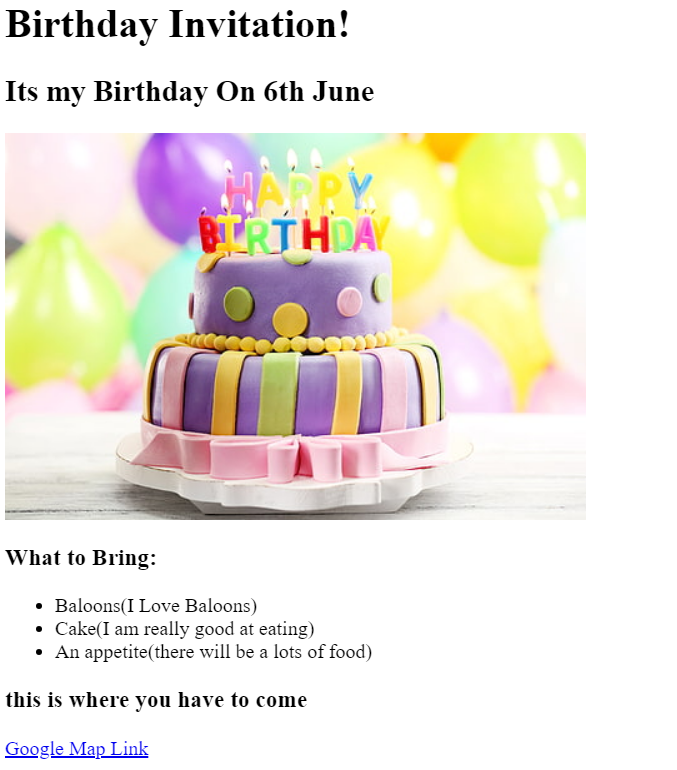 Birthday Invitation!
Its my Birthday On 6th June
HAPPY
BIRTHDAY
What to Bring:
Baloons(I Love Baloons)
Cake(I am really good at eating)
An appetite(there will be a lots of food)
this is where you have to come
Google Map Link